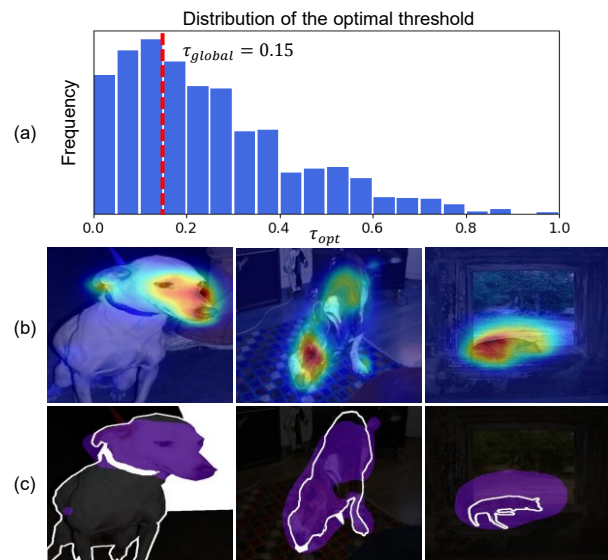 Distribution of the optimal threshold
τ_global = 0.15
Frequency
(a)
0.0 0.2 0.4 0.6 0.8 1.0
τ_opt
(b)
(c)